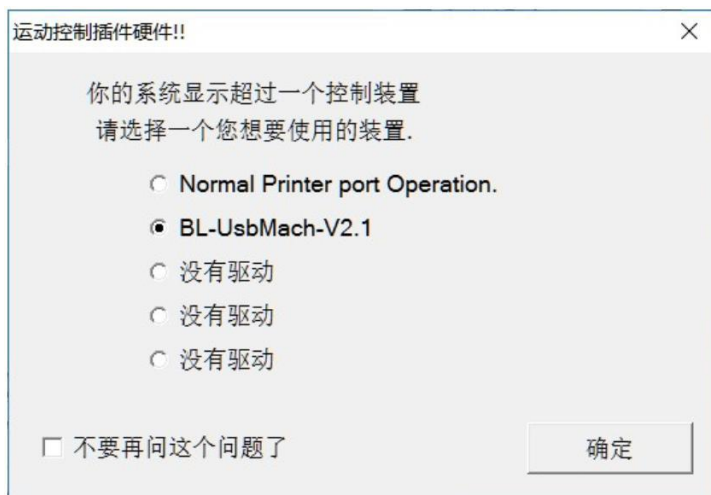 运动控制插件硬件!!
你的系统显示超过一个控制装置
请选择一个您想要使用的装置.
Normal Printer port Operation.
BL-UsbMach-V2.1
没有驱动
没有驱动
没有驱动
不要再问这个问题了
确定